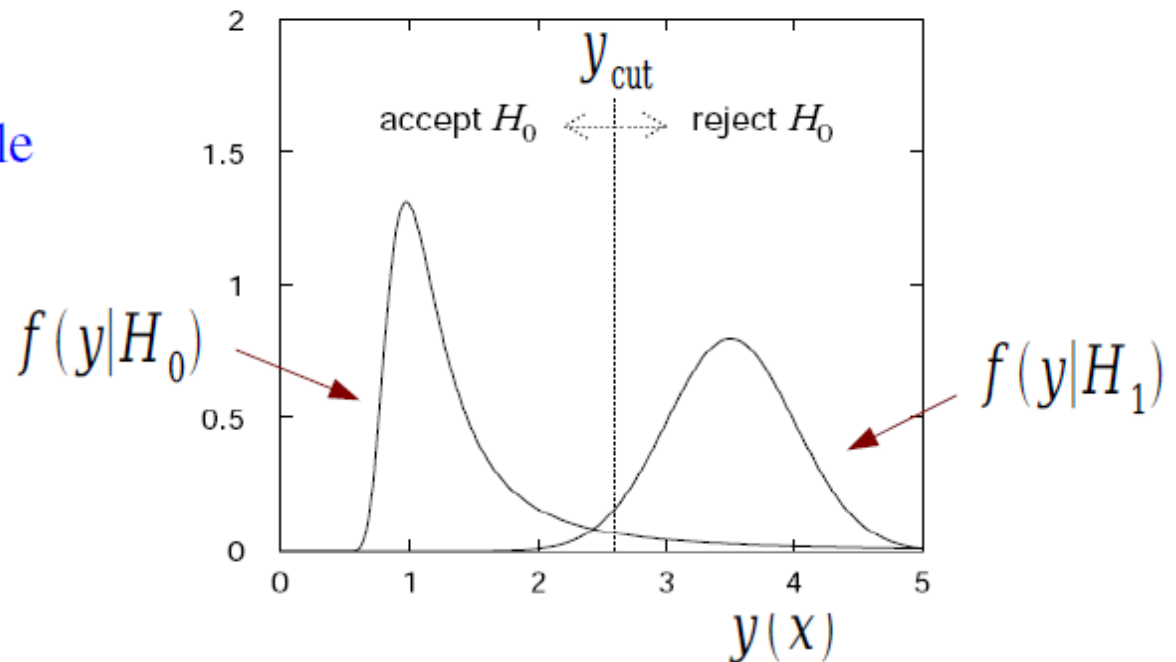 2
y_cut
accept H_0 reject H_0
le
1.5
1
f(y|H_0)
f(y|H_1)
0.5
0
0 1 2 3 4 5
y(x)